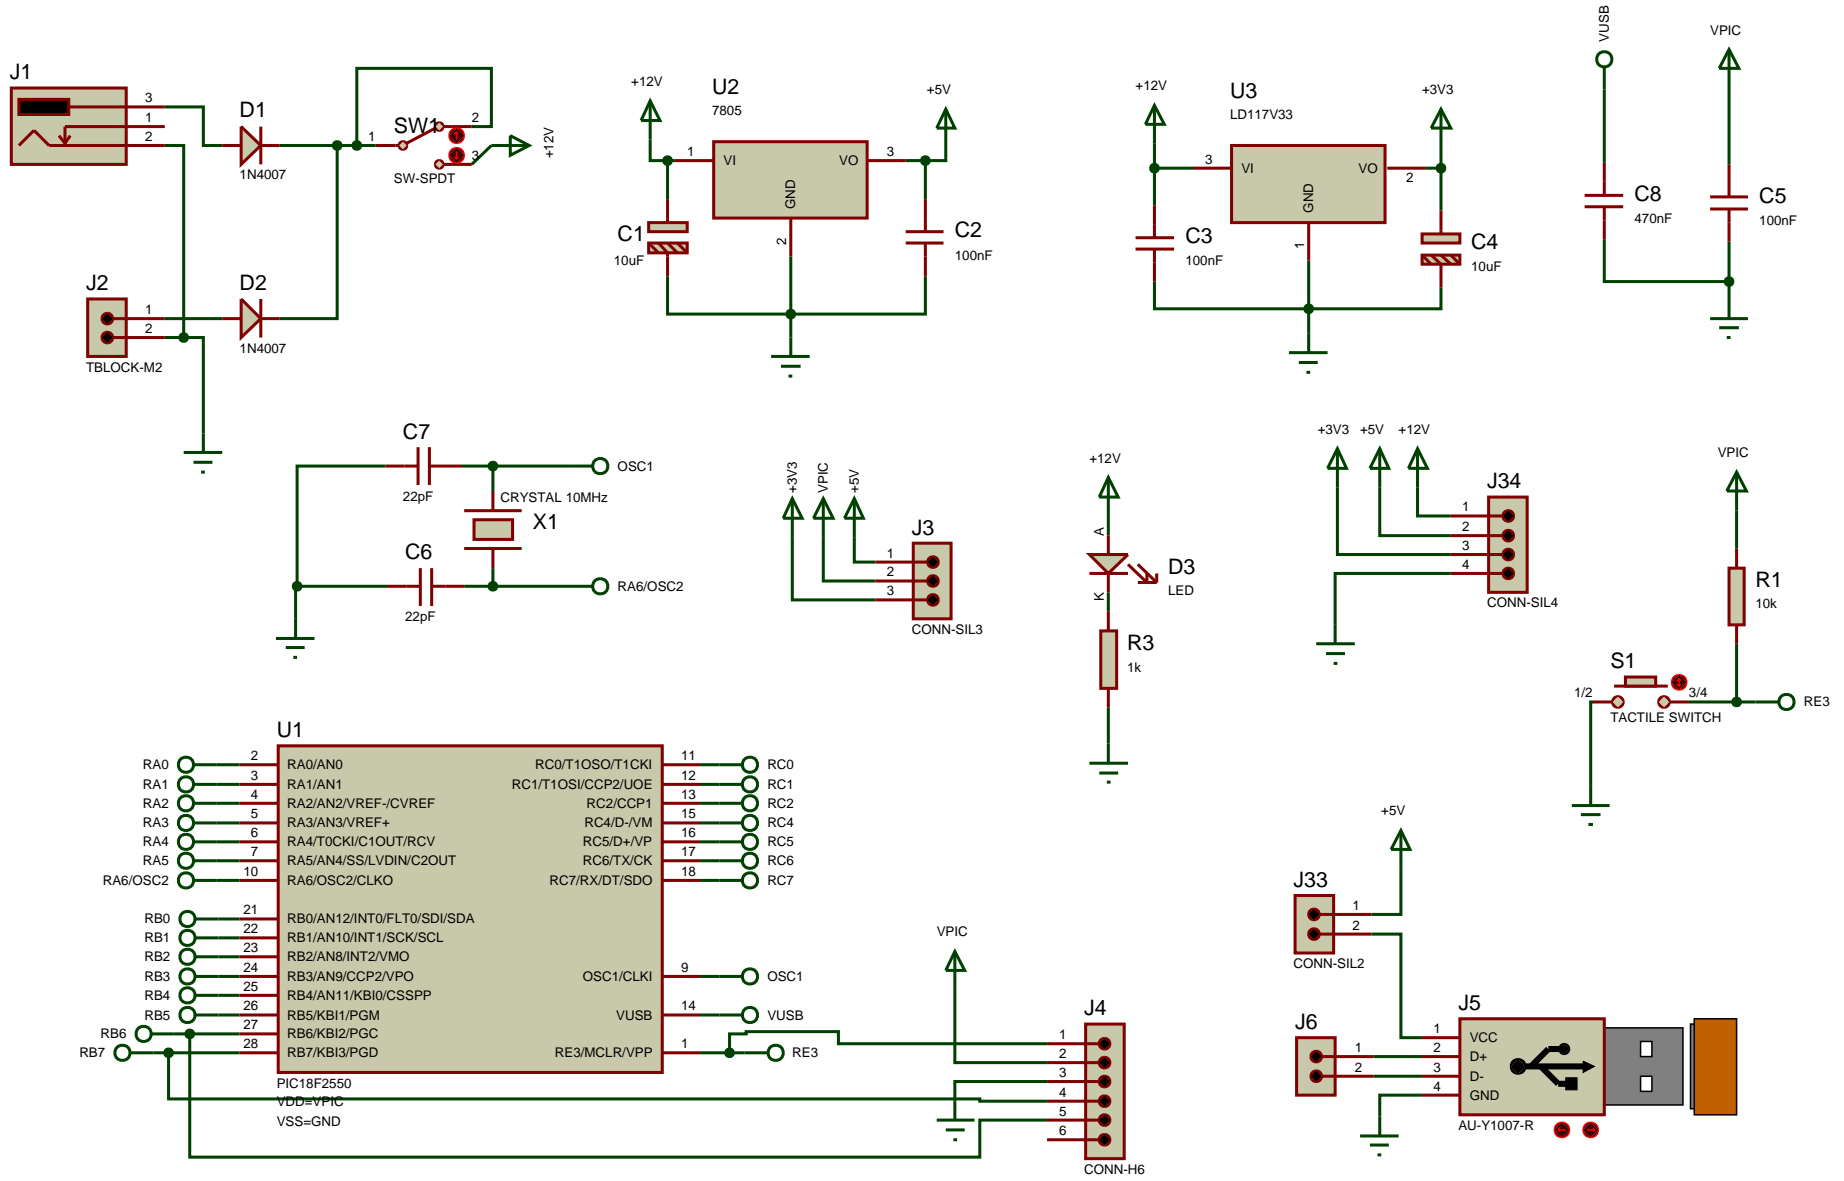 J1
3
1
2
D1
1N4007
1
SW1
2
3
SW-SPDT
+12V
J2
1
2
TBLOCK-M2
D2
1N4007
+12V
U2
7805
+5V
1
VI
VO
3
GND
2
C1
10uF
C2
100nF
+12V
U3
LD117V33
+3V3
3
VI
VO
2
GND
1
C3
100nF
C4
10uF
VUSB
VPIC
C8
470nF
C5
100nF
C7
22pF
OSC1
CRYSTAL 10MHz
X1
C6
22pF
RA6/OSC2
+3V3
VPIC
+5V
J3
1
2
3
CONN-SIL3
+12V
A
K
D3
LED
R3
1k
+3V3 +5V +12V
J34
1
2
3
4
CONN-SIL4
VPIC
R1
10k
S1
1/2
3/4
TACTILE SWITCH
RE3
U1
RA0 2 RA0/AN0
RA1 3 RA1/AN1
RA2 4 RA2/AN2/VREF-/CVREF
RA3 5 RA3/AN3/VREF+
RA4 6 RA4/T0CKI/C1OUT/RCV
RA5 7 RA5/AN4/SS/LVDIN/C2OUT
RA6/OSC2 10 RA6/OSC2/CLKO
RB0 21 RB0/AN12/INT0/FLT0/SDI/SDA
RB1 22 RB1/AN10/INT1/SCK/SCL
RB2 23 RB2/AN8/INT2/VMO
RB3 24 RB3/AN9/CCP2/VPO
RB4 25 RB4/AN11/KBI0/CSSPP
RB5 26 RB5/KBI1/PGM
RB6 27 RB6/KBI2/PGC
RB7 28 RB7/KBI3/PGD
RC0/T1OSO/T1CKI 11 RC0
RC1/T1OSI/CCP2/UOE 12 RC1
RC2/CCP1 13 RC2
RC4/D-/VM 15 RC4
RC5/D+/VP 16 RC5
RC6/TX/CK 17 RC6
RC7/RX/DT/SDO 18 RC7
OSC1/CLKI 9 OSC1
VUSB 14 VUSB
RE3/MCLR/VPP 1 RE3
PIC18F2550
VDD=VPIC
VSS=GND
VPIC
J4
1
2
3
4
5
6
CONN-H6
+5V
J33
1
2
CONN-SIL2
J6
1
2
J5
1 VCC
2 D+
3 D-
4 GND
AU-Y1007-R